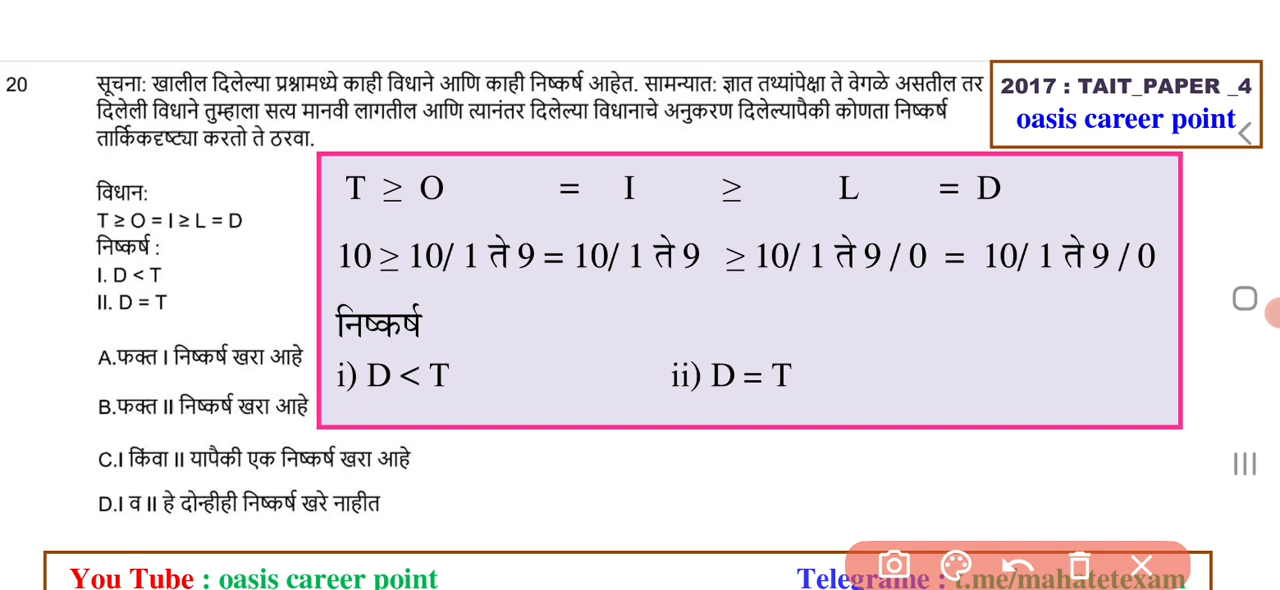 20
सूचना: खालील दिलेल्या प्रश्नामध्ये काही विधाने आणि काही निष्कर्ष आहेत. सामन्यात: ज्ञात तथ्यांपेक्षा ते वेगळे असतील तर
दिलेली विधाने तुम्हाला सत्य मानवी लागतील आणि त्यानंतर दिलेल्या विधानाचे अनुकरण दिलेल्यापैकी कोणता निष्कर्ष
तार्किकदृष्ट्या करतो ते ठरवा.
2017 : TAIT_PAPER _4
oasis career point
विधान:
T ≥ O = I ≥ L = D
निष्कर्ष :
I. D < T
II. D = T
A.फक्त I निष्कर्ष खरा आहे
B.फक्त II निष्कर्ष खरा आहे
C.I किंवा II यापैकी एक निष्कर्ष खरा आहे
D.I व II हे दोन्हीही निष्कर्ष खरे नाहीत
T ≥ O = I ≥ L = D
10 ≥ 10/ 1 ते 9 = 10/ 1 ते 9 ≥ 10/ 1 ते 9 / 0 = 10/ 1 ते 9 / 0
निष्कर्ष
i) D < T ii) D = T
You Tube : oasis career point
Telegrame : t.me/mahatetexam